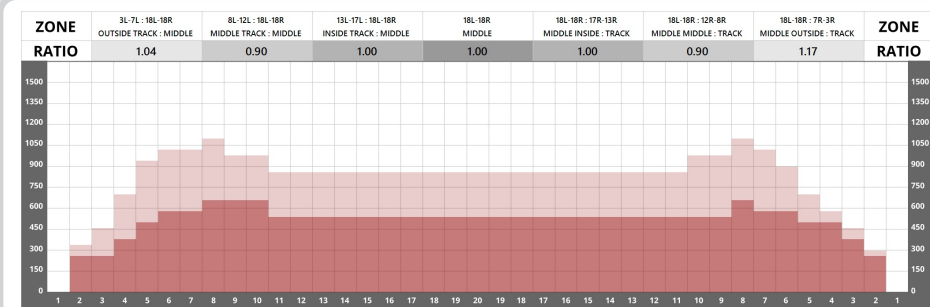 ZONE 3L-7L : 18L-18R 8L-12L : 18L-18R 13L-17L : 18L-18R 18L-18R 18L-18R : 17R-13R 18L-18R : 12R-8R 18L-18R : 7R-3R ZONE
OUTSIDE TRACK : MIDDLE MIDDLE TRACK : MIDDLE INSIDE TRACK : MIDDLE MIDDLE MIDDLE INSIDE : TRACK MIDDLE MIDDLE : TRACK MIDDLE OUTSIDE : TRACK
RATIO 1.04 0.90 1.00 1.00 1.00 0.90 1.17 RATIO
1500 1500
1350 1350
1200 1200
1050 1050
900 900
750 750
600 600
450 450
300 300
150 150
0 1 2 3 4 5 6 7 8 9 10 11 12 13 14 15 16 17 18 19 20 19 18 17 16 15 14 13 12 11 10 9 8 7 6 5 4 3 2 1 0